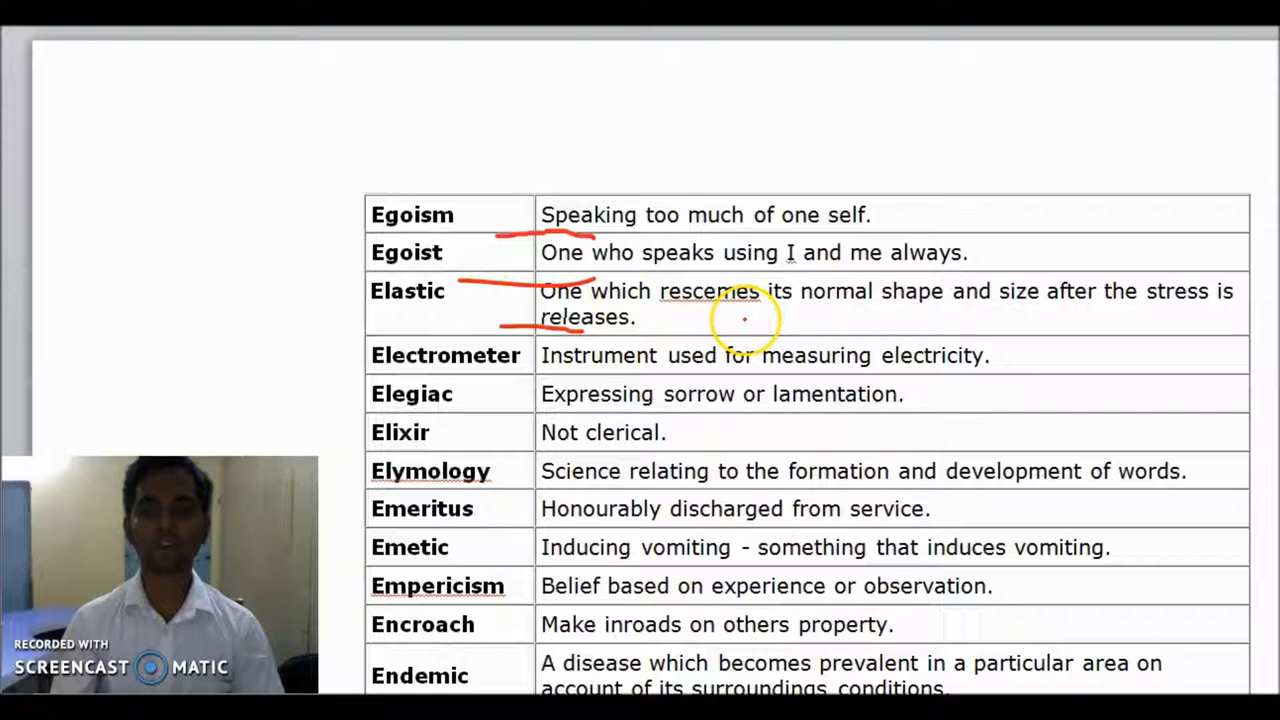 Egoism Speaking too much of one self.
Egoist One who speaks using I and me always.
Elastic One which rescemes its normal shape and size after the stress is
releases.
Electrometer Instrument used for measuring electricity.
Elegiac Expressing sorrow or lamentation.
Elixir Not clerical.
Elymology Science relating to the formation and development of words.
Emeritus Honourably discharged from service.
Emetic Inducing vomiting - something that induces vomiting.
Empericism Belief based on experience or observation.
Encroach Make inroads on others property.
Endemic A disease which becomes prevalent in a particular area on
account of its surroundings conditions.
RECORDED WITH
SCREENCAST MATIC